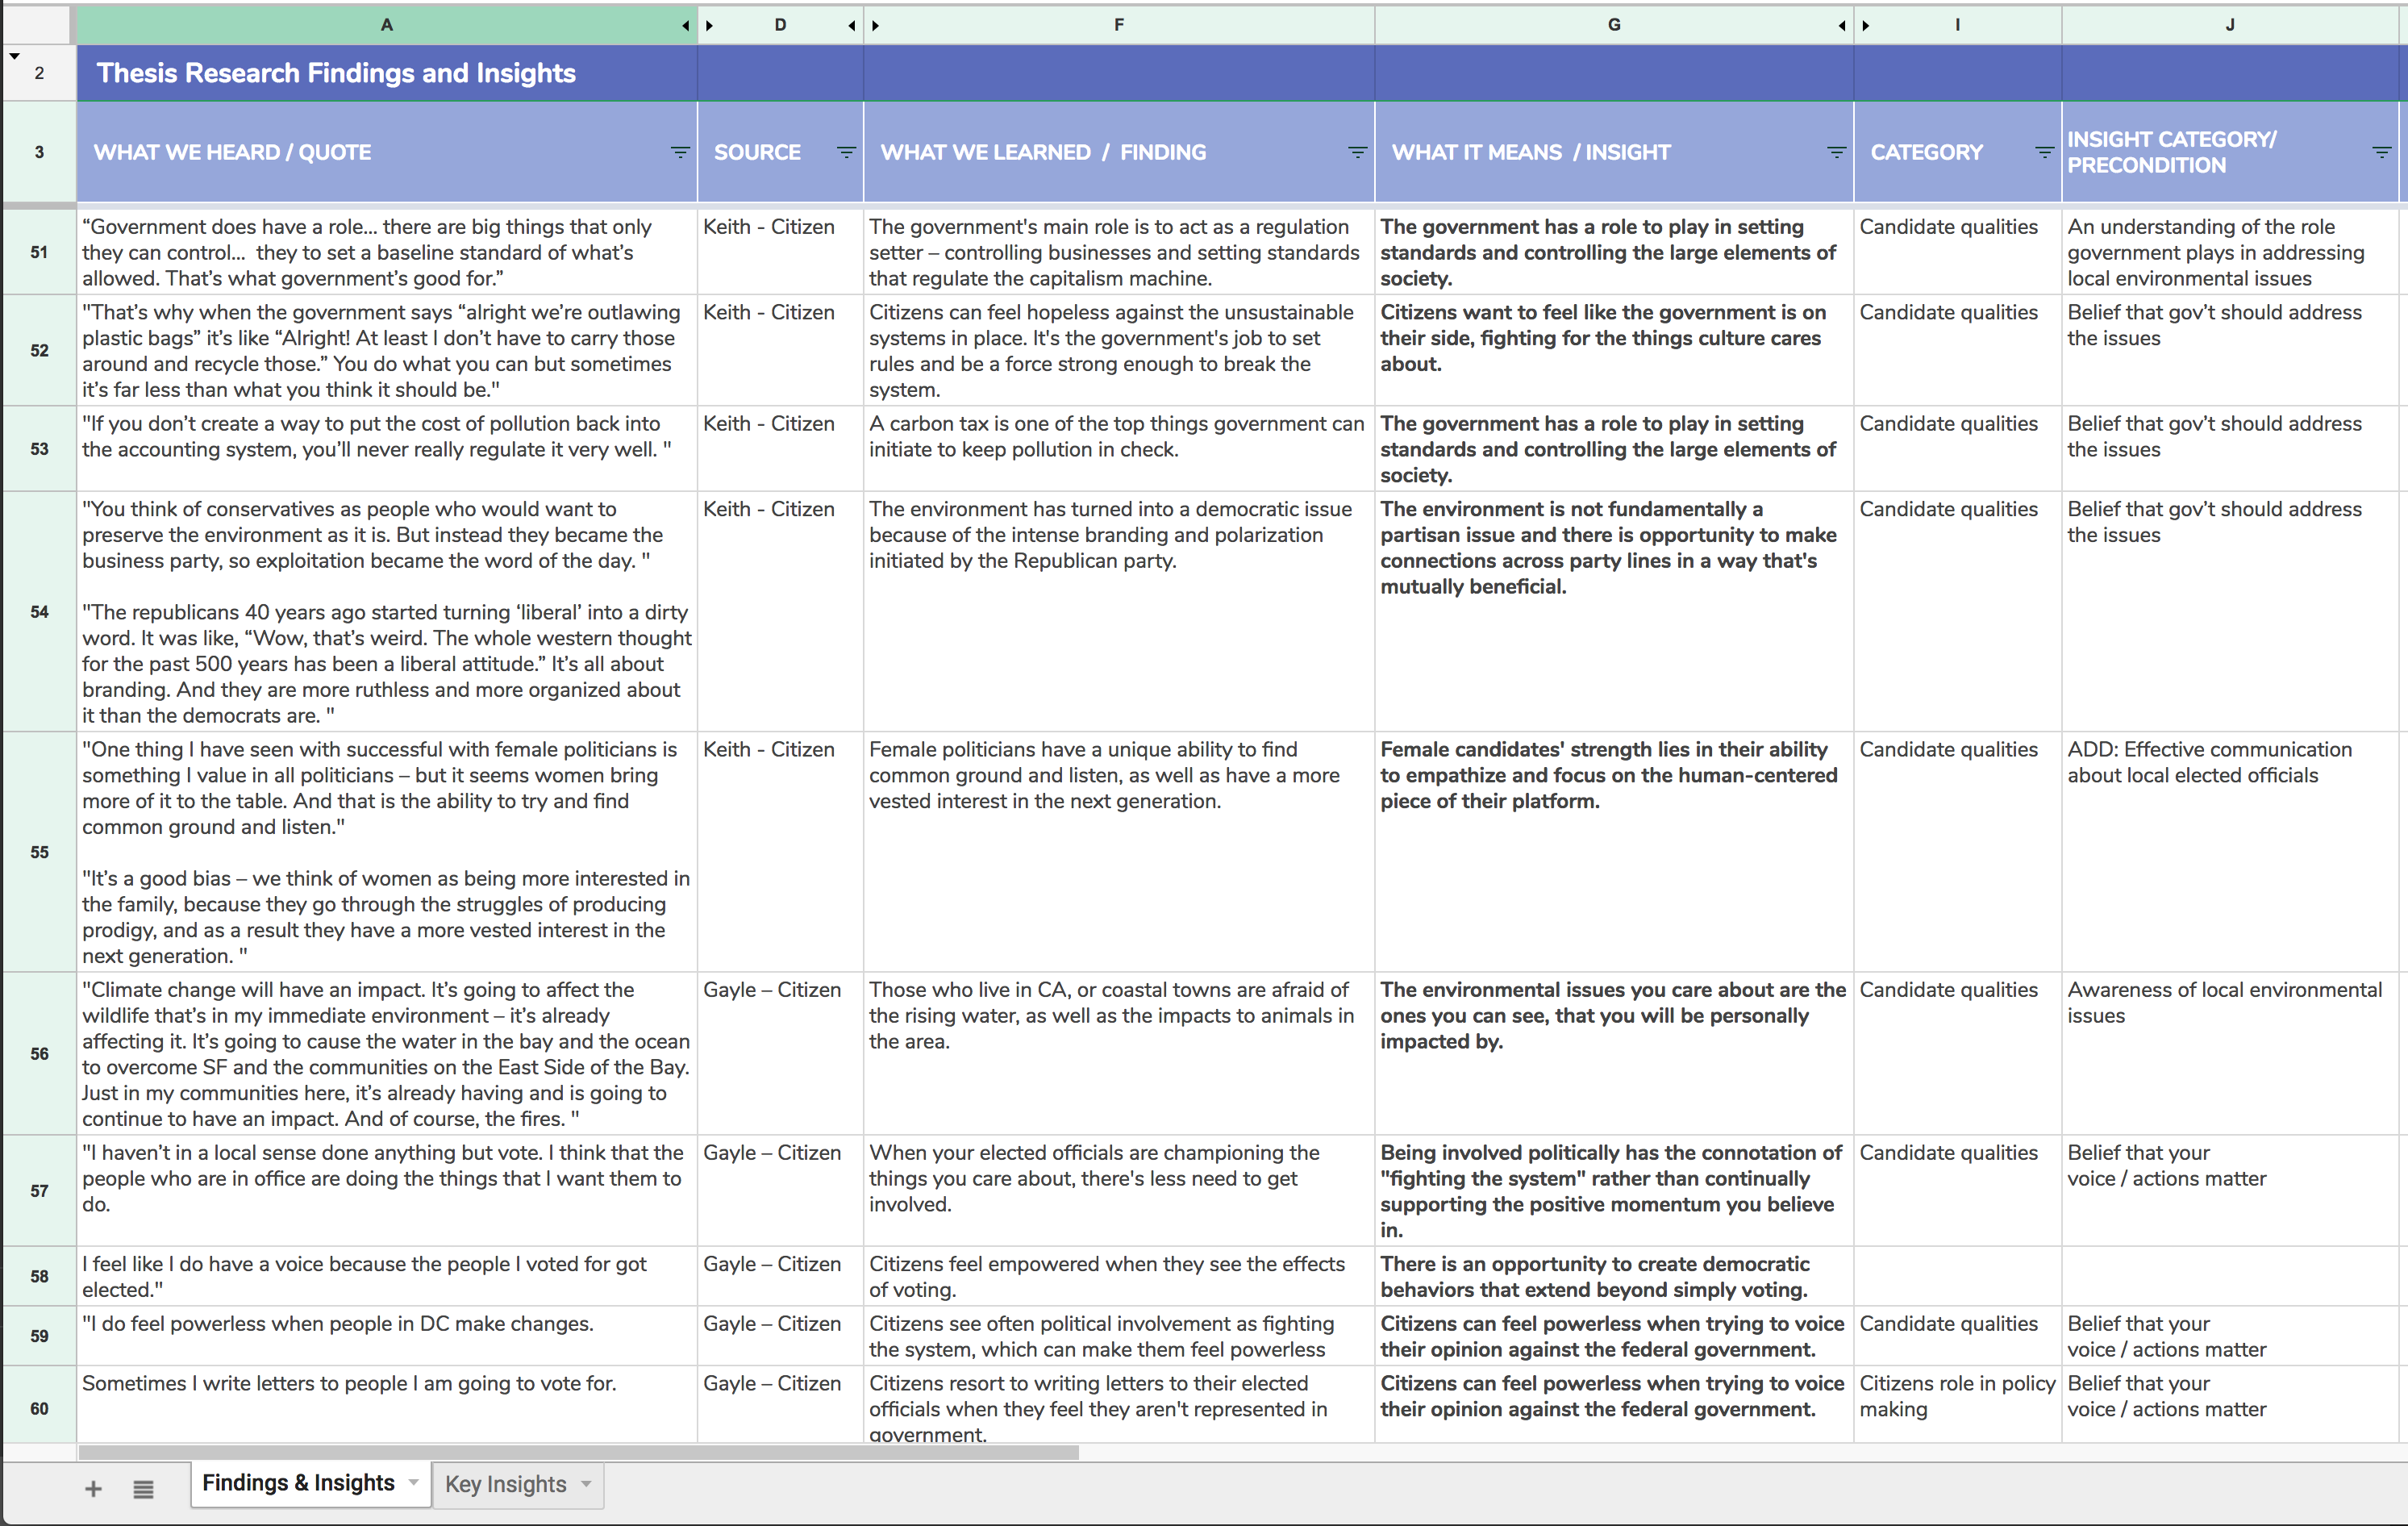 A D F G I J
2 Thesis Research Findings and Insights
3 WHAT WE HEARD / QUOTE SOURCE WHAT WE LEARNED / FINDING WHAT IT MEANS / INSIGHT CATEGORY INSIGHT CATEGORY/
PRECONDITION
51
“Government does have a role... there are big things that only
they can control... they to set a baseline standard of what’s
allowed. That’s what government’s good for.”
Keith - Citizen
The government's main role is to act as a regulation
setter – controlling businesses and setting standards
that regulate the capitalism machine.
The government has a role to play in setting
standards and controlling the large elements of
society.
Candidate qualities
An understanding of the role
government plays in addressing
local environmental issues
52
"That’s why when the government says “alright we’re outlawing
plastic bags” it’s like “Alright! At least I don’t have to carry those
around and recycle those.” You do what you can but sometimes
it’s far less than what you think it should be."
Keith - Citizen
Citizens can feel hopeless against the unsustainable
systems in place. It's the government's job to set
rules and be a force strong enough to break the
system.
Citizens want to feel like the government is on
their side, fighting for the things culture cares
about.
Candidate qualities
Belief that gov’t should address
the issues
53
"If you don’t create a way to put the cost of pollution back into
the accounting system, you’ll never really regulate it very well. "
Keith - Citizen
A carbon tax is one of the top things government can
initiate to keep pollution in check.
The government has a role to play in setting
standards and controlling the large elements of
society.
Candidate qualities
Belief that gov’t should address
the issues
54
"You think of conservatives as people who would want to
preserve the environment as it is. But instead they became the
business party, so exploitation became the word of the day. "
"The republicans 40 years ago started turning ‘liberal’ into a dirty
word. It was like, “Wow, that’s weird. The whole western thought
for the past 500 years has been a liberal attitude.” It’s all about
branding. And they are more ruthless and more organized about
it than the democrats are. "
Keith - Citizen
The environment has turned into a democratic issue
because of the intense branding and polarization
initiated by the Republican party.
The environment is not fundamentally a
partisan issue and there is opportunity to make
connections across party lines in a way that's
mutually beneficial.
Candidate qualities
Belief that gov’t should address
the issues
55
"One thing I have seen with successful with female politicians is
something I value in all politicians – but it seems women bring
more of it to the table. And that is the ability to try and find
common ground and listen."
"It’s a good bias – we think of women as being more interested in
the family, because they go through the struggles of producing
prodigy, and as a result they have a more vested interest in the
next generation. "
Keith - Citizen
Female politicians have a unique ability to find
common ground and listen, as well as have a more
vested interest in the next generation.
Female candidates' strength lies in their ability
to empathize and focus on the human-centered
piece of their platform.
Candidate qualities
ADD: Effective communication
about local elected officials
56
"Climate change will have an impact. It’s going to affect the
wildlife that’s in my immediate environment – it’s already
affecting it. It’s going to cause the water in the bay and the ocean
to overcome SF and the communities on the East Side of the Bay.
Just in my communities here, it’s already having and is going to
continue to have an impact. And of course, the fires. "
Gayle – Citizen
Those who live in CA, or coastal towns are afraid of
the rising water, as well as the impacts to animals in
the area.
The environmental issues you care about are the
ones you can see, that you will be personally
impacted by.
Candidate qualities
Awareness of local environmental
issues
57
"I haven’t in a local sense done anything but vote. I think that the
people who are in office are doing the things that I want them to
do.
Gayle – Citizen
When your elected officials are championing the
things you care about, there's less need to get
involved.
Being involved politically has the connotation of
"fighting the system" rather than continually
supporting the positive momentum you believe
in.
Candidate qualities
Belief that your
voice / actions matter
58
I feel like I do have a voice because the people I voted for got
elected."
Gayle – Citizen
Citizens feel empowered when they see the effects
of voting.
There is an opportunity to create democratic
behaviors that extend beyond simply voting.
59
"I do feel powerless when people in DC make changes.
Gayle – Citizen
Citizens see often political involvement as fighting
the system, which can make them feel powerless
Citizens can feel powerless when trying to voice
their opinion against the federal government.
Candidate qualities
Belief that your
voice / actions matter
60
Sometimes I write letters to people I am going to vote for.
Gayle – Citizen
Citizens resort to writing letters to their elected
officials when they feel they aren't represented in
government.
Citizens can feel powerless when trying to voice
their opinion against the federal government.
Citizens role in policy
making
Belief that your
voice / actions matter
Findings & Insights Key Insights